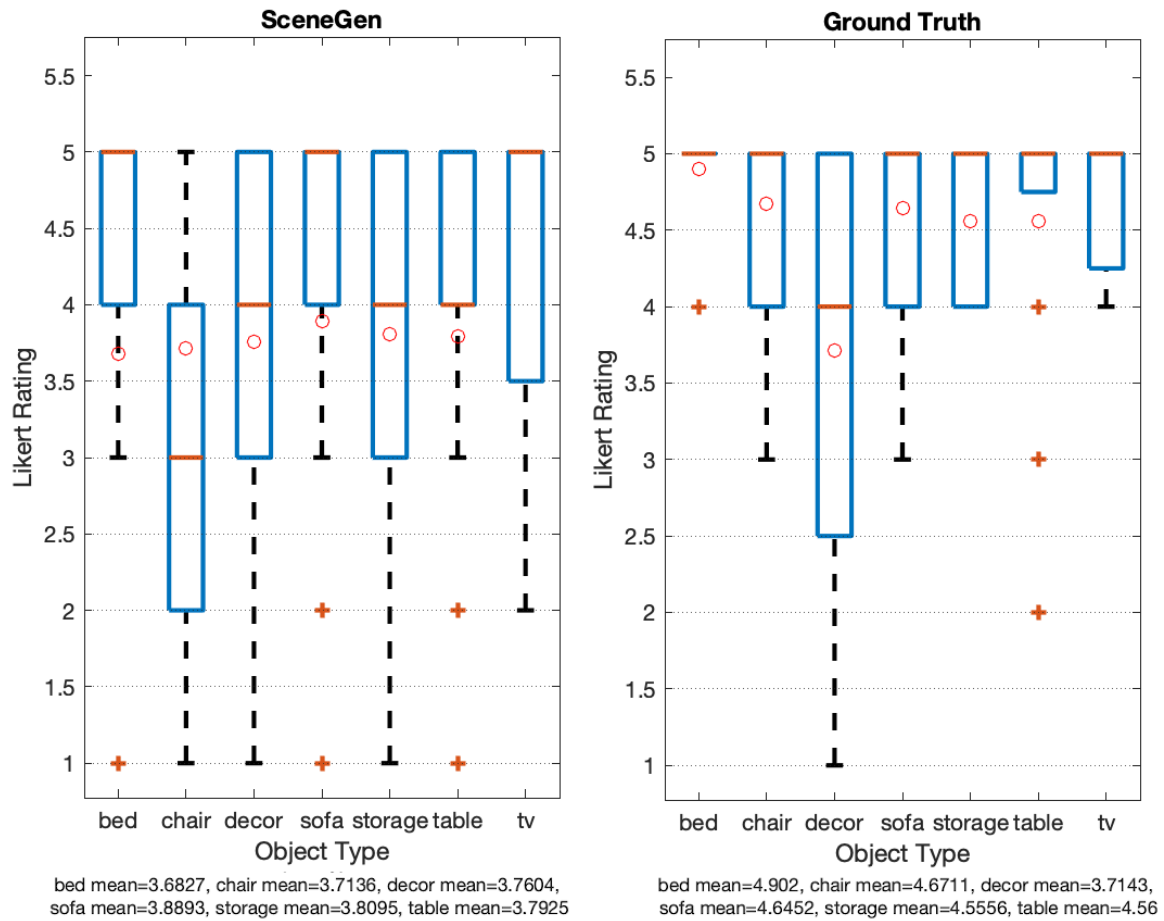 SceneGen
5.5
5
4.5
4
3.5
3
2.5
2
1.5
1
Likert Rating
bed chair decor sofa storage table tv
Object Type
bed mean=3.6827, chair mean=3.7136, decor mean=3.7604,
sofa mean=3.8893, storage mean=3.8095, table mean=3.7925
Ground Truth
5.5
5
4.5
4
3.5
3
2.5
2
1.5
1
Likert Rating
bed chair decor sofa storage table tv
Object Type
bed mean=4.902, chair mean=4.6711, decor mean=3.7143,
sofa mean=4.6452, storage mean=4.5556, table mean=4.56